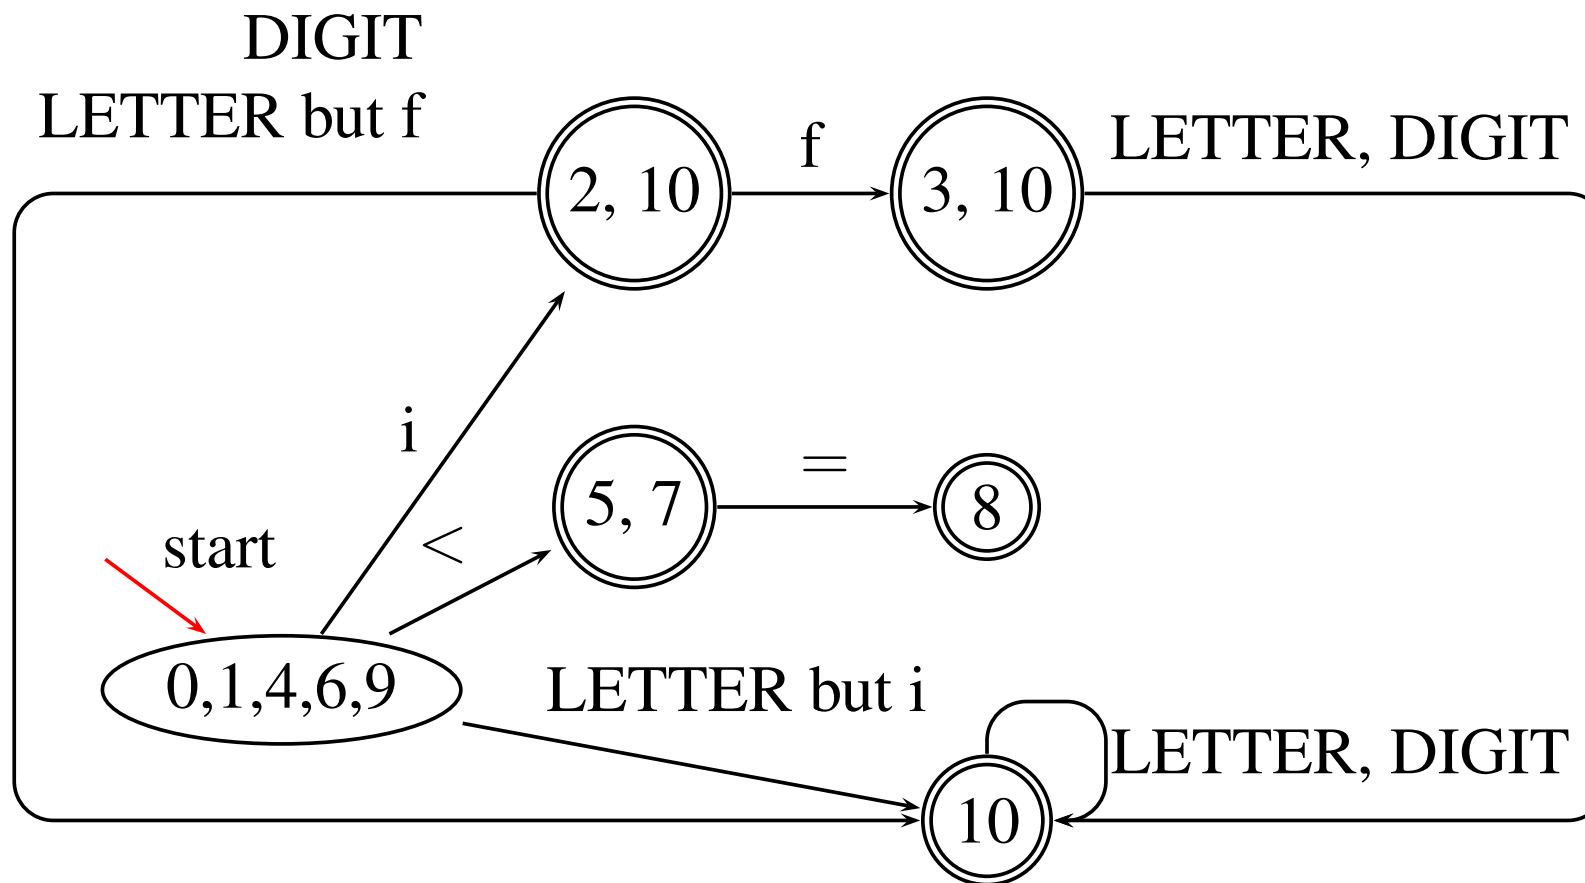 DIGIT
LETTER but f
2, 10
f
3, 10
LETTER, DIGIT
i
5, 7
=
8
start
<
0,1,4,6,9
LETTER but i
LETTER, DIGIT
10